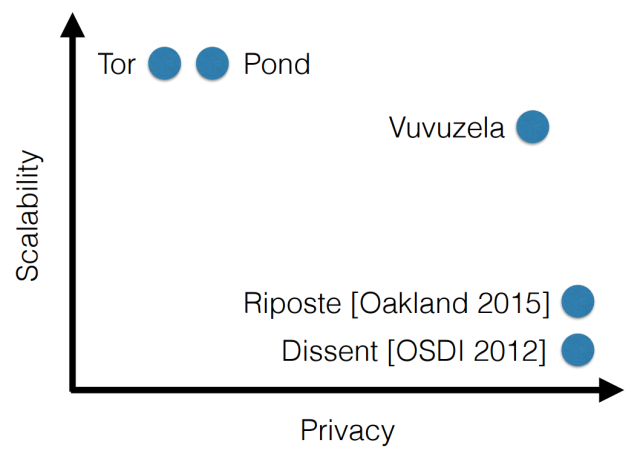 Tor
Pond
Vuvuzela
Scalability
Riposte [Oakland 2015]
Dissent [OSDI 2012]
Privacy